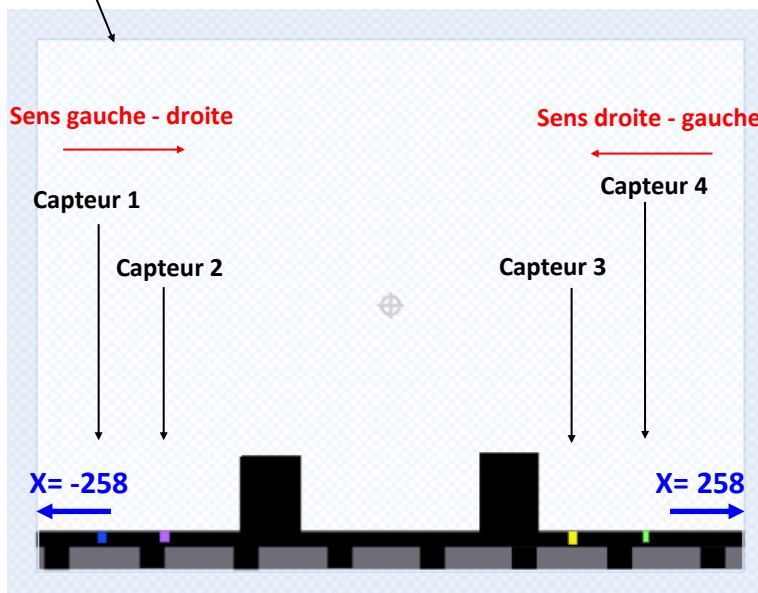 Sens gauche - droite
Sens droite - gauche
Capteur 1
Capteur 4
Capteur 2
Capteur 3
X= -258
X= 258